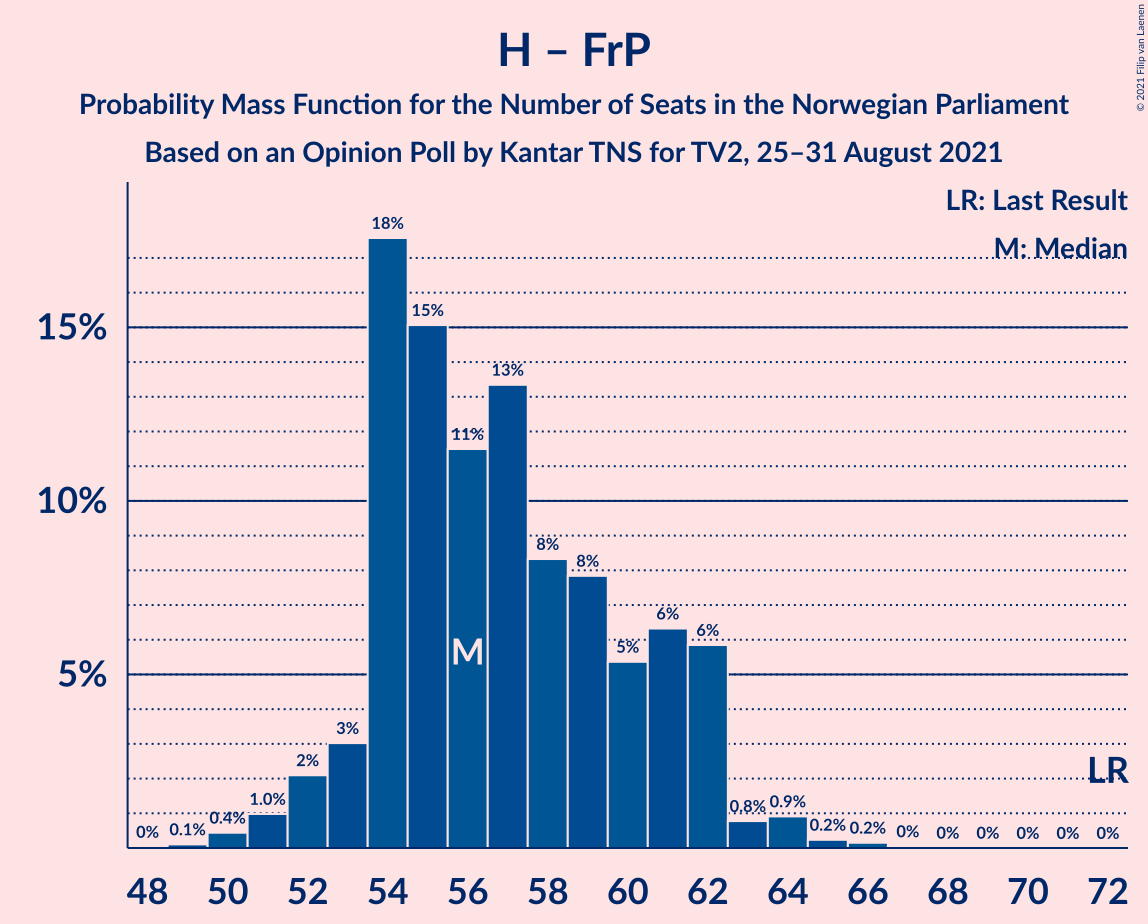 H – FrP
Probability Mass Function for the Number of Seats in the Norwegian Parliament
Based on an Opinion Poll by Kantar TNS for TV2, 25–31 August 2021
© 2021 Filip van Laenen
LR: Last Result
M: Median
15%
10%
5%
0% 0.1% 0.4% 1.0% 2% 3% 18% 15% 11% 13% 8% 8% 5% 6% 6% 0.8% 0.9% 0.2% 0.2% 0% 0% 0% 0% 0% 0%
M
LR
48 50 52 54 56 58 60 62 64 66 68 70 72